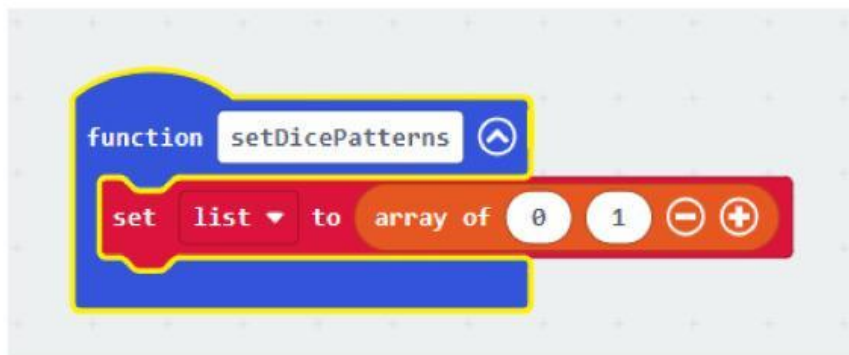 function setDicePatterns
set list to array of 0 1